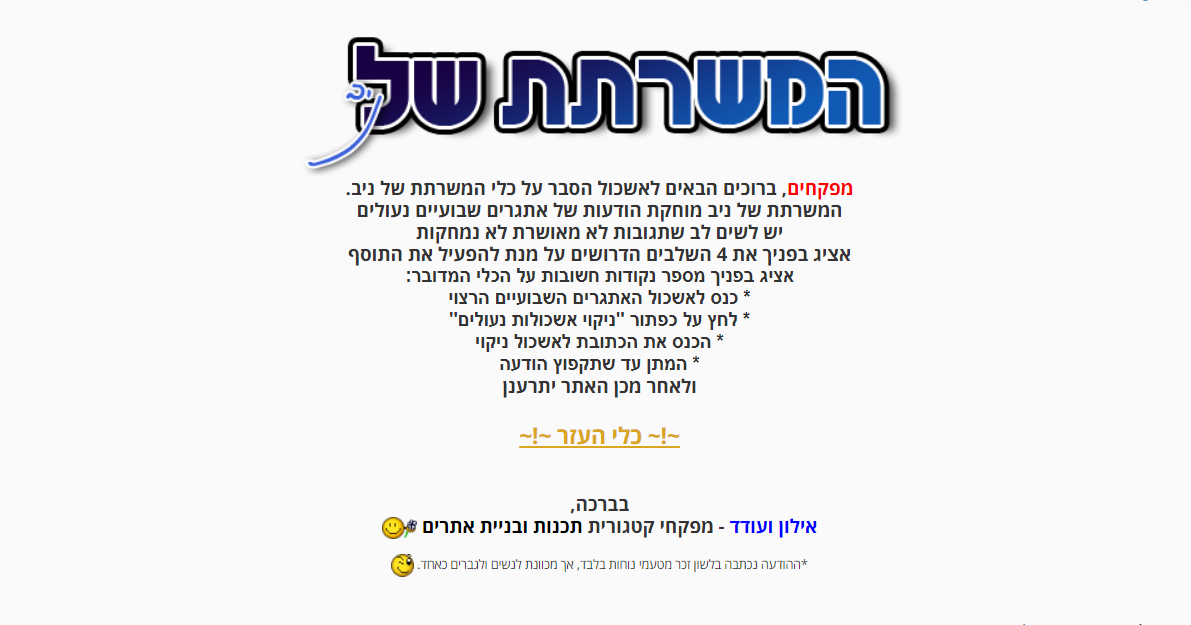 המשרתת של ניב
מפקחים, ברוכים הבאים לאשכול הסבר על כלי המשרתת של ניב.
המשרתת של ניב מוחקת הודעות של אתגרים שבועיים נעולים
יש לשים לב שתגובות לא מאושרת לא נמחקות
אציג בפניך את 4 השלבים הדרושים על מנת להפעיל את התוסף
אציג בפניך מספר נקודות חשובות על הכלי המדובר:
* כנס לאשכול האתגרים השבועיים הרצוי
* לחץ על כפתור "ניקוי אשכולות נעולים"
* הכנס את הכתובת לאשכול ניקוי
* המתן עד שתקפוץ הודעה
ולאחר מכן האתר יתרענן
~!~ כלי העזר ~!~
בברכה,
אילון ועודד - מפקחי קטגורית תכנות ובניית אתרים
*ההודעה נכתבה בלשון זכר מטעמי נוחות בלבד, אך מכוונת לנשים ולגברים כאחד.